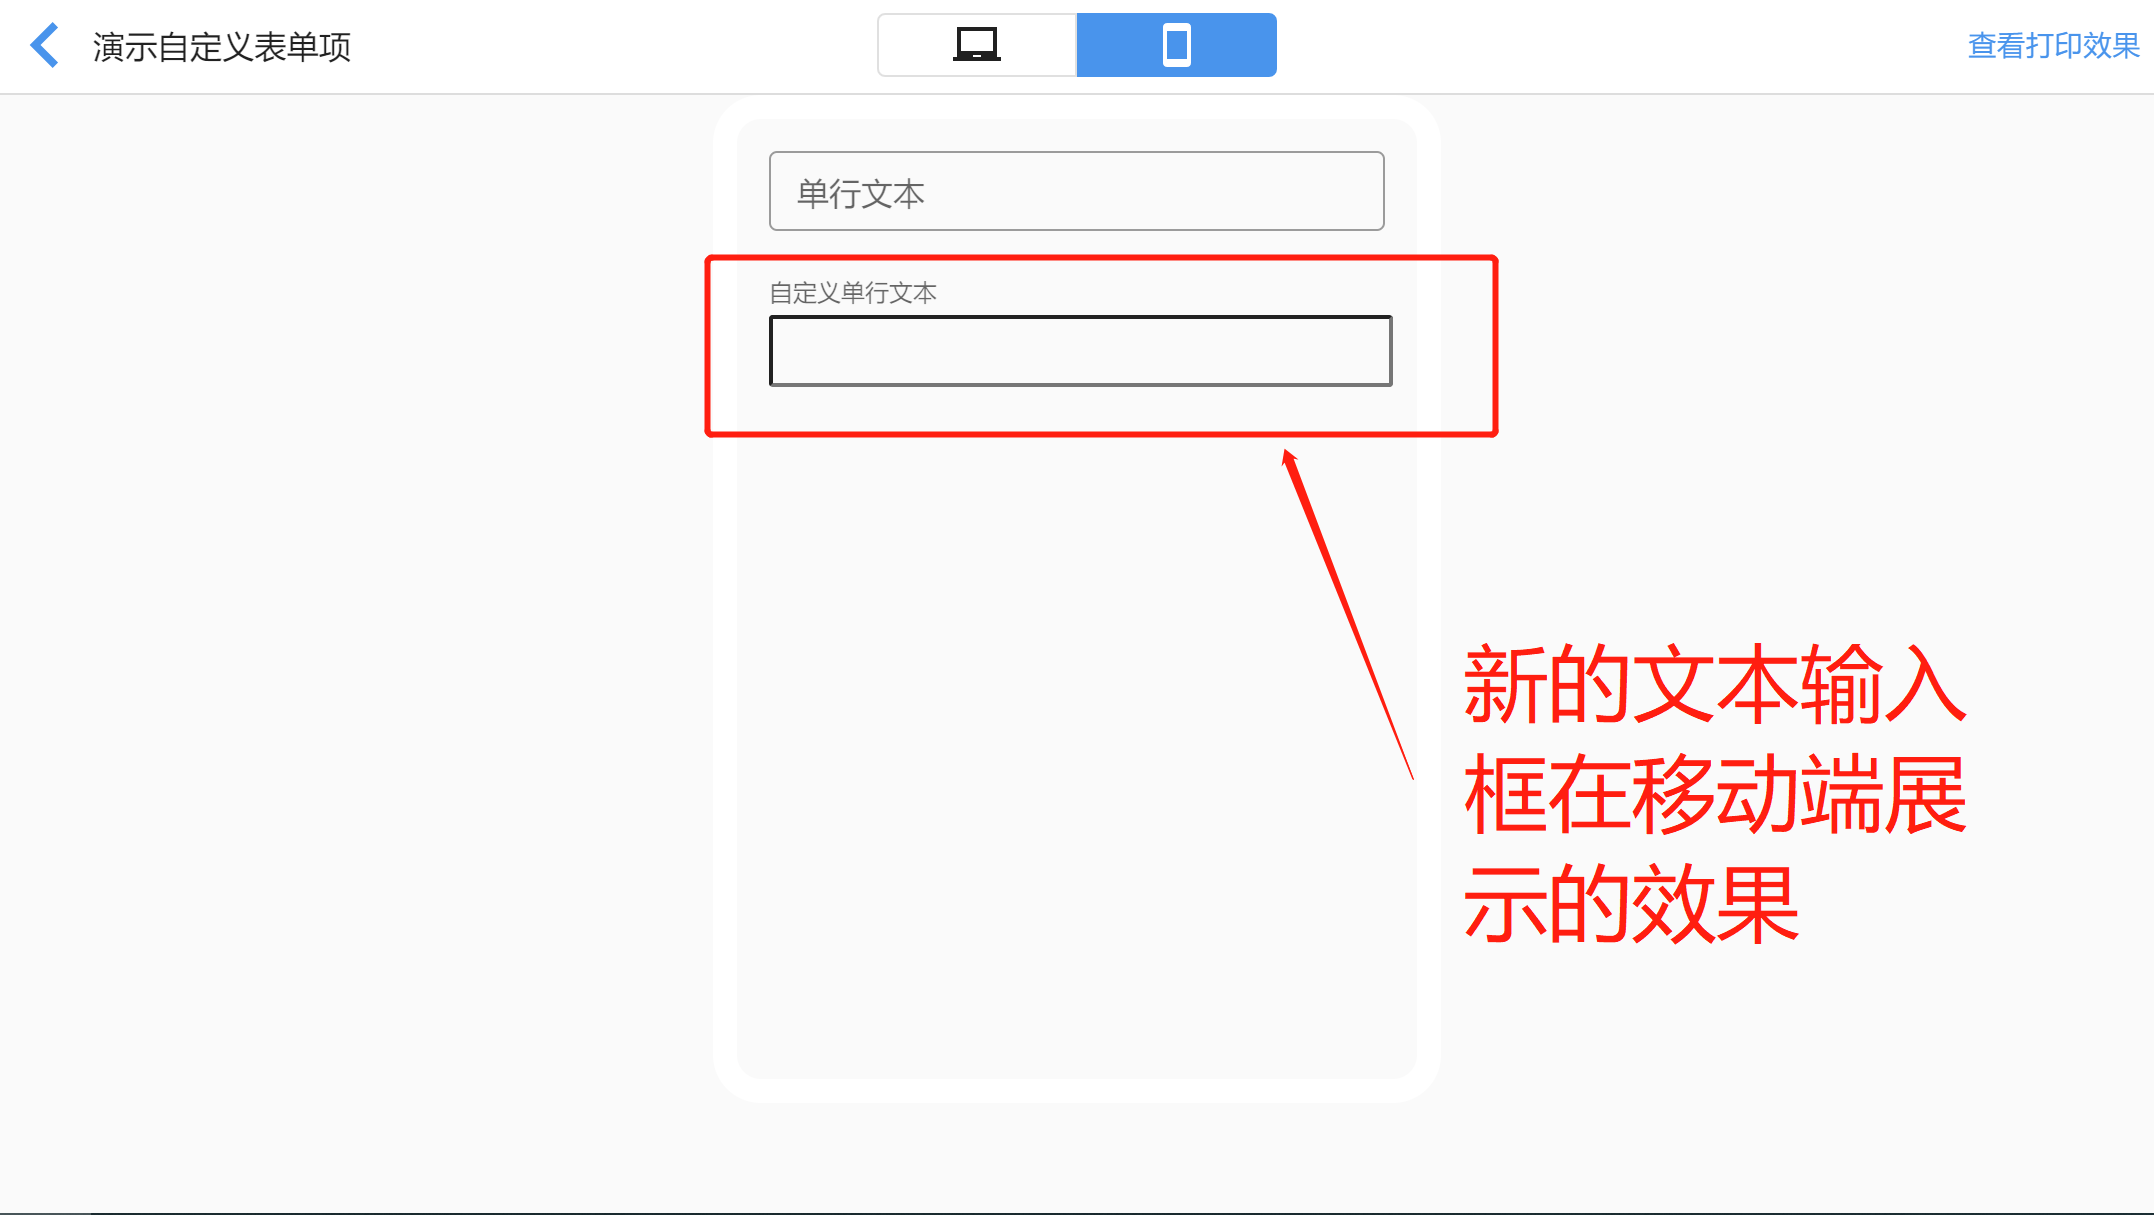 演示自定义表单项
查看打印效果
单行文本
自定义单行文本
新的文本输入
框在移动端展
示的效果